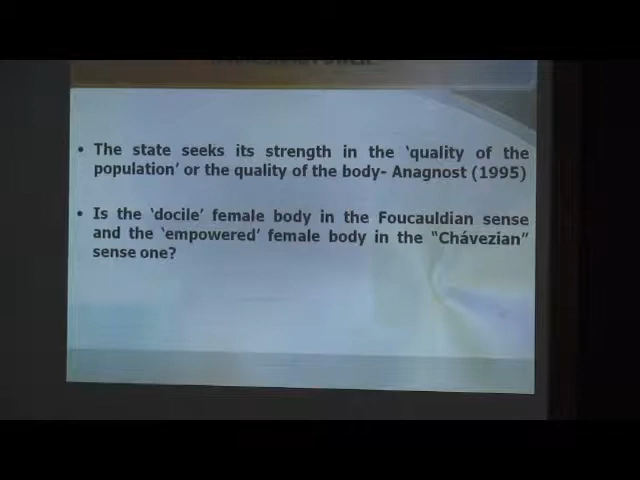 • The state seeks its strength in the ‘quality of the
population’ or the quality of the body- Anagnost (1995)
• Is the ‘docile’ female body in the Foucauldian sense
and the ‘empowered’ female body in the “Chávezian”
sense one?